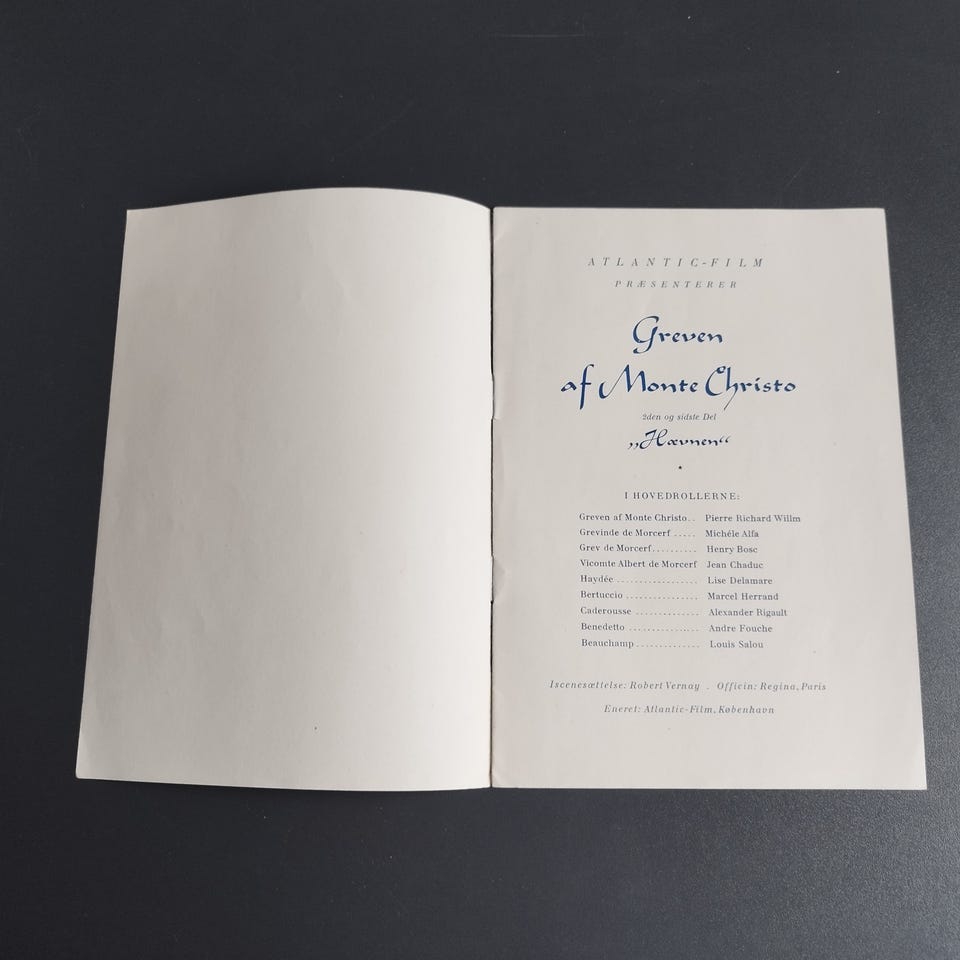 ATLANTIC-FILM
PRÆSENTERER
Greven
af Monte Christo
2den og sidste Del
„Hævnen“
I HOVEDROLLERNE:
Greven af Monte Christo.. Pierre Richard Willm
Grevinde de Morcerf ..... Michéle Alfa
Grev de Morcerf.......... Henry Bosc
Vicomte Albert de Morcerf Jean Chaduc
Haydée ................. Lise Delamare
Bertuccio ............... Marcel Herrand
Caderousse ............. Alexander Rigault
Benedetto ............... Andre Fouche
Beauchamp.............. Louis Salou
Iscenesættelse: Robert Vernay . Officin: Regina, Paris
Eneret: Atlantic-Film, København